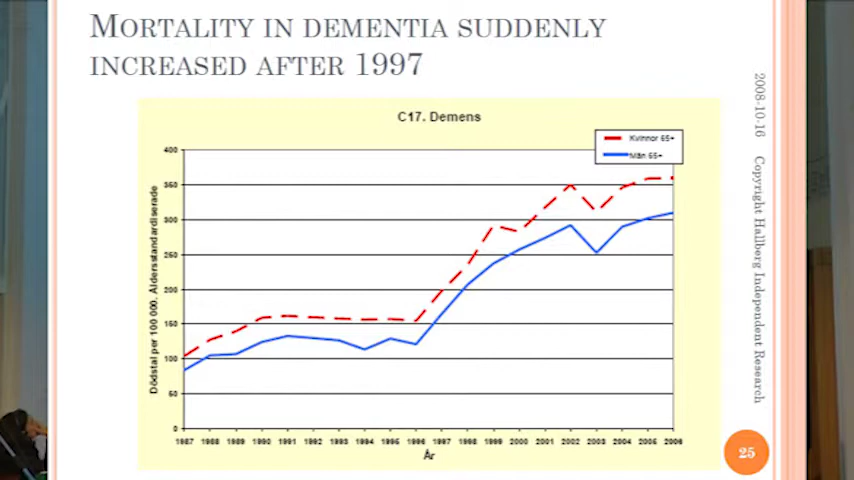 MORTALITY IN DEMENTIA SUDDENLY
INCREASED AFTER 1997
2008-10-16 Copyright Hallberg Independent Research
C17. Demens
Kvinnor 65+
Män 65+
Dödstal per 100 000. Åldersstandardiserade
400
350
300
250
200
150
100
50
0
1987 1988 1989 1990 1991 1992 1993 1994 1995 1996 1997 1998 1999 2000 2001 2002 2003 2004 2005 2006
År
25